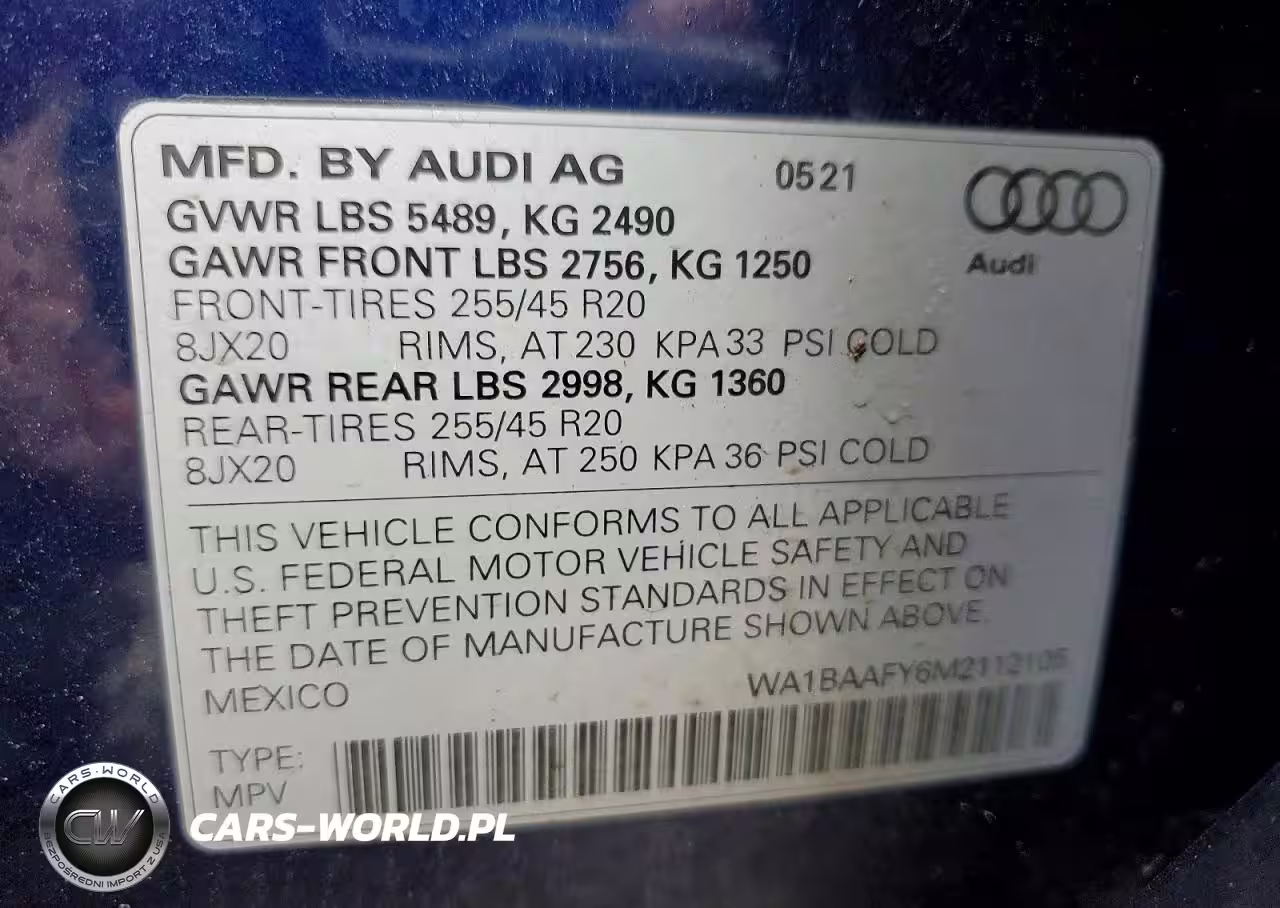 MFD. BY AUDI AG 0521
Audi
GVWR LBS 5489, KG 2490
GAWR FRONT LBS 2756, KG 1250
FRONT-TIRES 255/45 R20
8JX20 RIMS, AT 230 KPA 33 PSI COLD
GAWR REAR LBS 2998, KG 1360
REAR-TIRES 255/45 R20
8JX20 RIMS, AT 250 KPA 36 PSI COLD
THIS VEHICLE CONFORMS TO ALL APPLICABLE
U.S. FEDERAL MOTOR VEHICLE SAFETY AND
THEFT PREVENTION STANDARDS IN EFFECT ON
THE DATE OF MANUFACTURE SHOWN ABOVE.
MEXICO WA1BAAFY6M2112105
TYPE:
MPV
CARS-WORLD
CW
BEZPOŚREDNI IMPORT Z USA
CARS-WORLD.PL